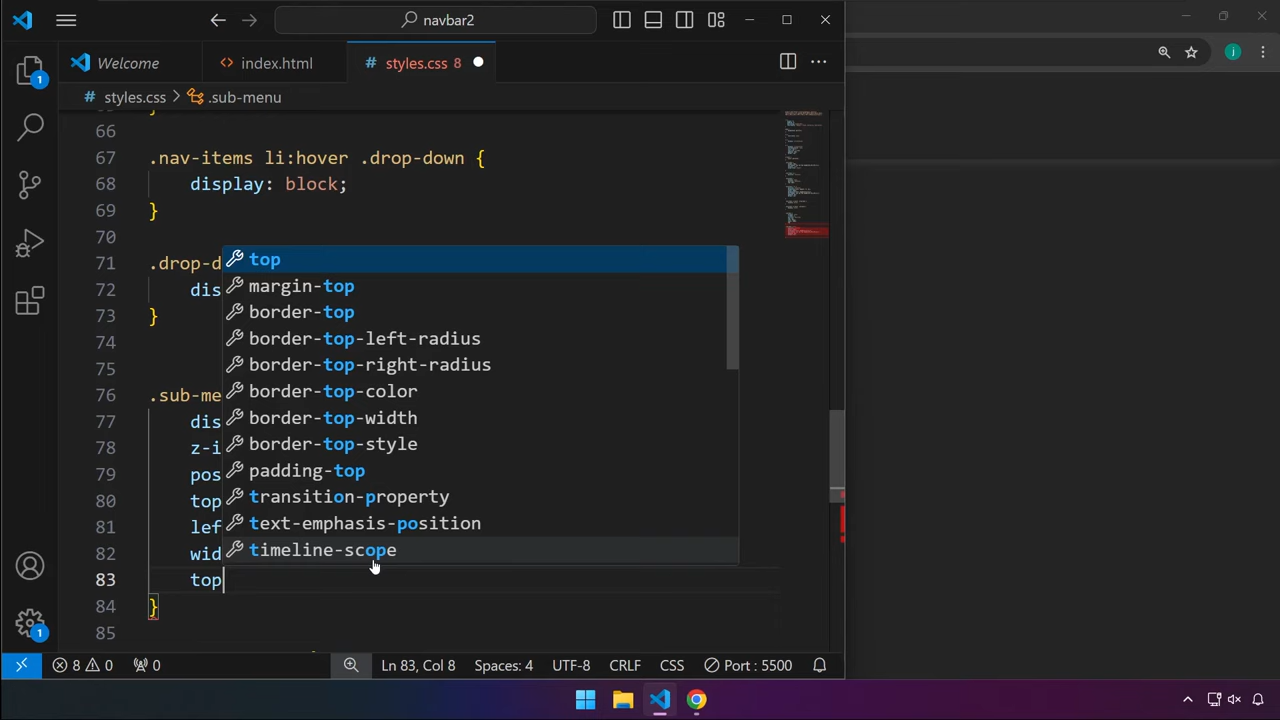 navbar2
Welcome
index.html
styles.css 8
styles.css > .sub-menu
66
67 .nav-items li:hover .drop-down {
68 display: block;
69 }
70
71 .drop-d
72 dis
73 }
74
75
76 .sub-me
77 dis
78 z-i
79 pos
80 top
81 lef
82 wid
83 top
84 }
85
top
margin-top
border-top
border-top-left-radius
border-top-right-radius
border-top-color
border-top-width
border-top-style
padding-top
transition-property
text-emphasis-position
timeline-scope
1
1
8 0 0 Ln 83, Col 8 Spaces: 4 UTF-8 CRLF CSS Port : 5500
j